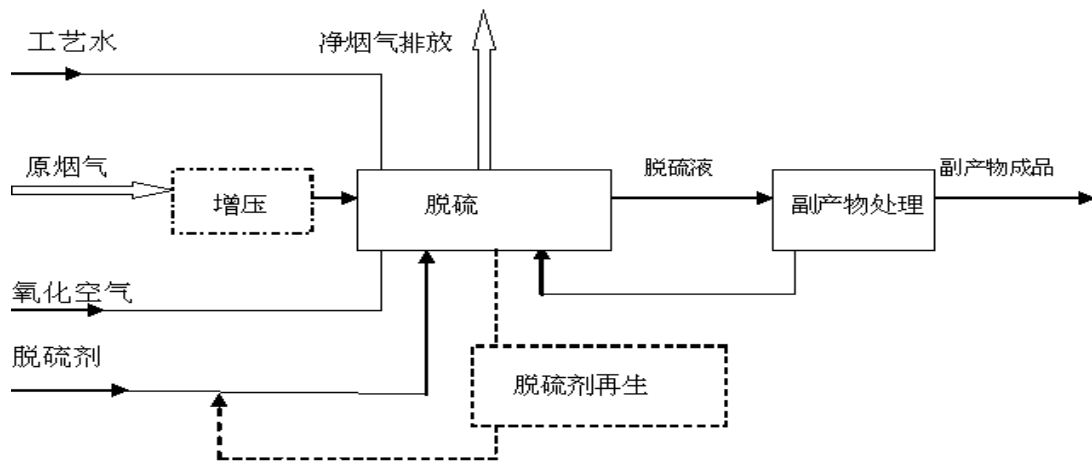 工艺水
净烟气排放
原烟气
增压
脱硫
脱硫液
副产物处理
副产物成品
氧化空气
脱硫剂
脱硫剂再生